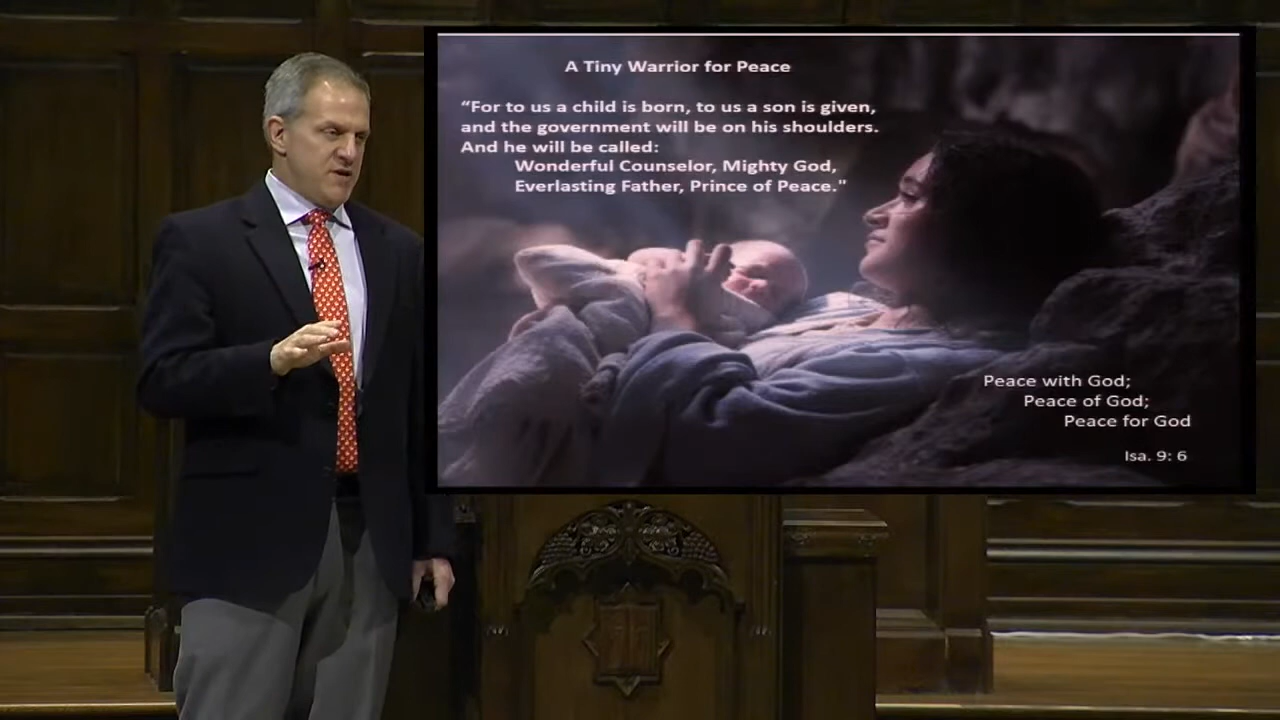 A Tiny Warrior for Peace
“For to us a child is born, to us a son is given,
and the government will be on his shoulders.
And he will be called:
Wonderful Counselor, Mighty God,
Everlasting Father, Prince of Peace."
Peace with God;
Peace of God;
Peace for God
Isa. 9: 6